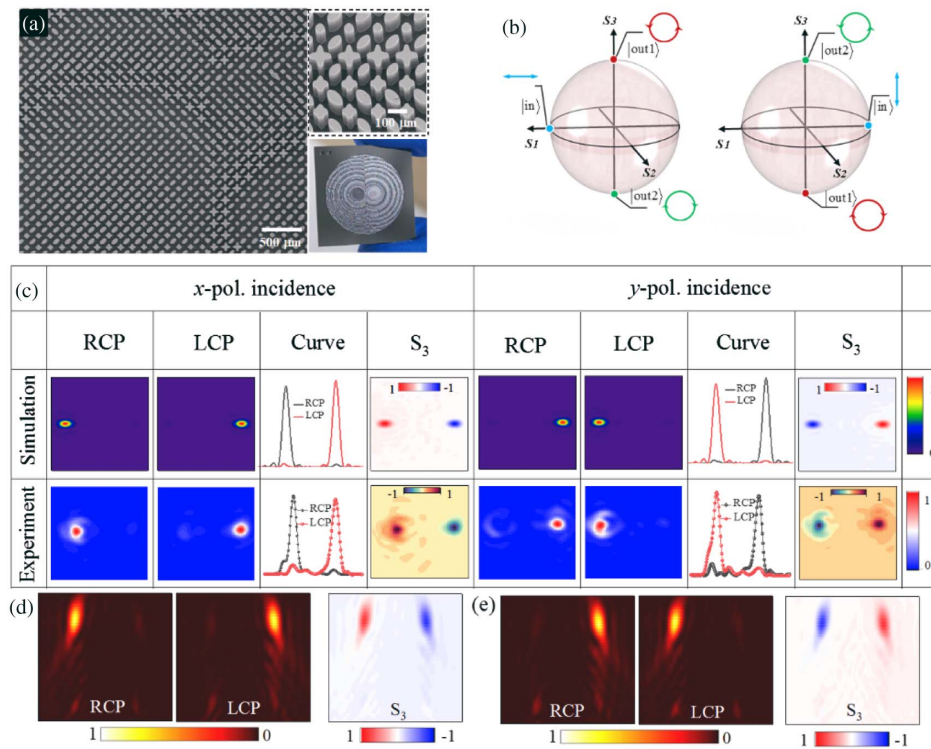 (a)
100 μm
500 μm
(b)
S3
|out1⟩
|in⟩
S1
S2
|out2⟩
S3
|out2⟩
|in⟩
S1
S2
|out1⟩
(c)
x-pol. incidence
y-pol. incidence
RCP LCP Curve S3 RCP LCP Curve S3
Simulation
RCP
LCP
1 -1
RCP
LCP
1 -1
Experiment
RCP
LCP
-1 1
RCP
LCP
-1 1
1
0
(d)
RCP
LCP
S3
1 0
1 -1
(e)
RCP
LCP
S3
1 0
1 -1